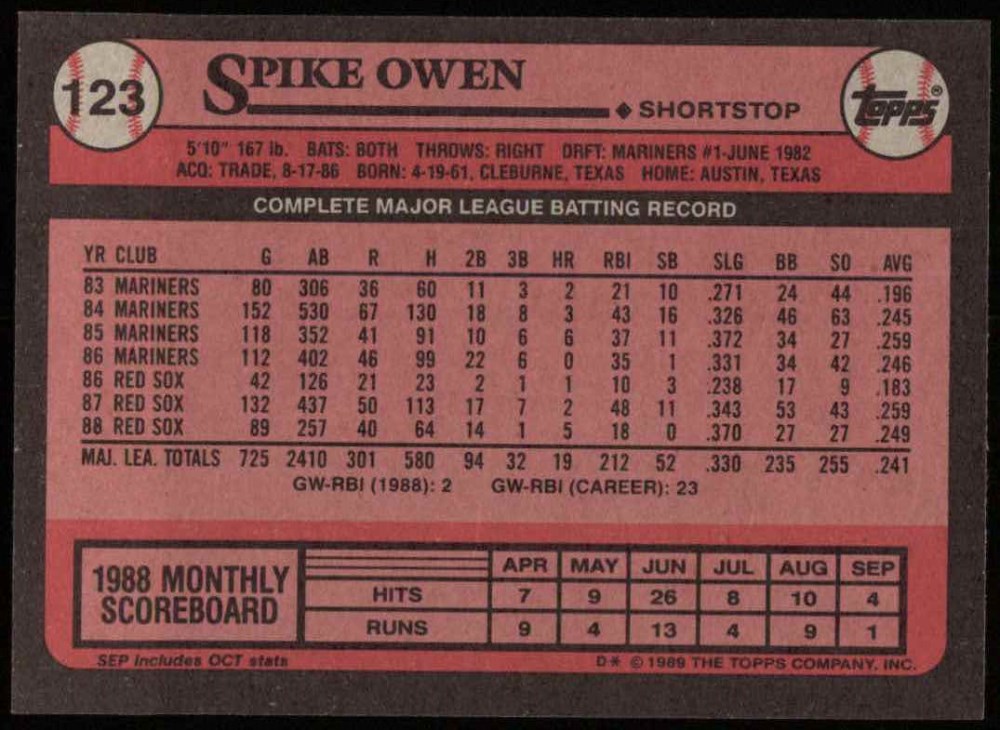 123
SPIKE OWEN
◆ SHORTSTOP
topps®
5'10" 167 lb. BATS: BOTH THROWS: RIGHT DRFT: MARINERS #1-JUNE 1982
ACQ: TRADE, 8-17-86 BORN: 4-19-61, CLEBURNE, TEXAS HOME: AUSTIN, TEXAS
COMPLETE MAJOR LEAGUE BATTING RECORD
YR CLUB G AB R H 2B 3B HR RBI SB SLG BB SO AVG
83 MARINERS 80 306 36 60 11 3 2 21 10 .271 24 44 .196
84 MARINERS 152 530 67 130 18 8 3 43 16 .326 46 63 .245
85 MARINERS 118 352 41 91 10 6 6 37 11 .372 34 27 .259
86 MARINERS 112 402 46 99 22 6 0 35 1 .331 34 42 .246
86 RED SOX 42 126 21 23 2 1 1 10 3 .238 17 9 .183
87 RED SOX 132 437 50 113 17 7 2 48 11 .343 53 43 .259
88 RED SOX 89 257 40 64 14 1 5 18 0 .370 27 27 .249
MAJ. LEA. TOTALS 725 2410 301 580 94 32 19 212 52 .330 235 255 .241
GW-RBI (1988): 2 GW-RBI (CAREER): 23
1988 MONTHLY
SCOREBOARD
APR MAY JUN JUL AUG SEP
HITS 7 9 26 8 10 4
RUNS 9 4 13 4 9 1
SEP includes OCT stats
D* © 1989 THE TOPPS COMPANY, INC.